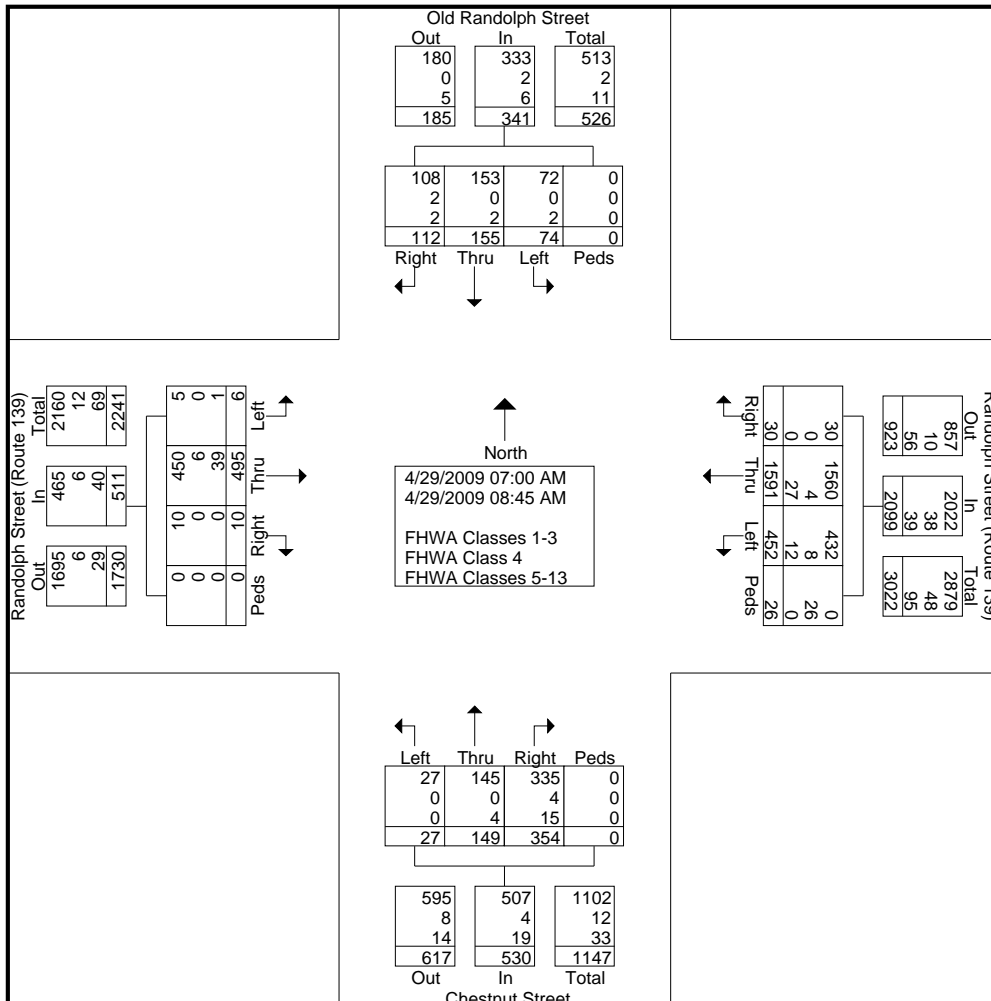 Old Randolph Street
Out In Total
180 333 513
0 2 2
5 6 11
185 341 526
108 153 72 0
2 0 0 0
2 2 2 0
112 155 74 0
Right Thru Left Peds
Randolph Street (Route 139)
Total In Out
2160 465 1695
12 6 6
69 40 29
2241 511 1730
5 450 10 0
0 6 0 0
1 39 0 0
6 495 10 0
Left Thru Right Peds
North
4/29/2009 07:00 AM
4/29/2009 08:45 AM
FHWA Classes 1-3
FHWA Class 4
FHWA Classes 5-13
Right Thru Left Peds
30 1591 452 26
0 27 12 0
0 4 8 26
30 1560 432 0
Randolph Street (Route 139)
Out In Total
857 2022 2879
10 38 48
56 39 95
923 2099 3022
Left Thru Right Peds
27 145 335 0
0 0 4 0
0 4 15 0
27 149 354 0
595 507 1102
8 4 12
14 19 33
617 530 1147
Out In Total
Chestnut Street